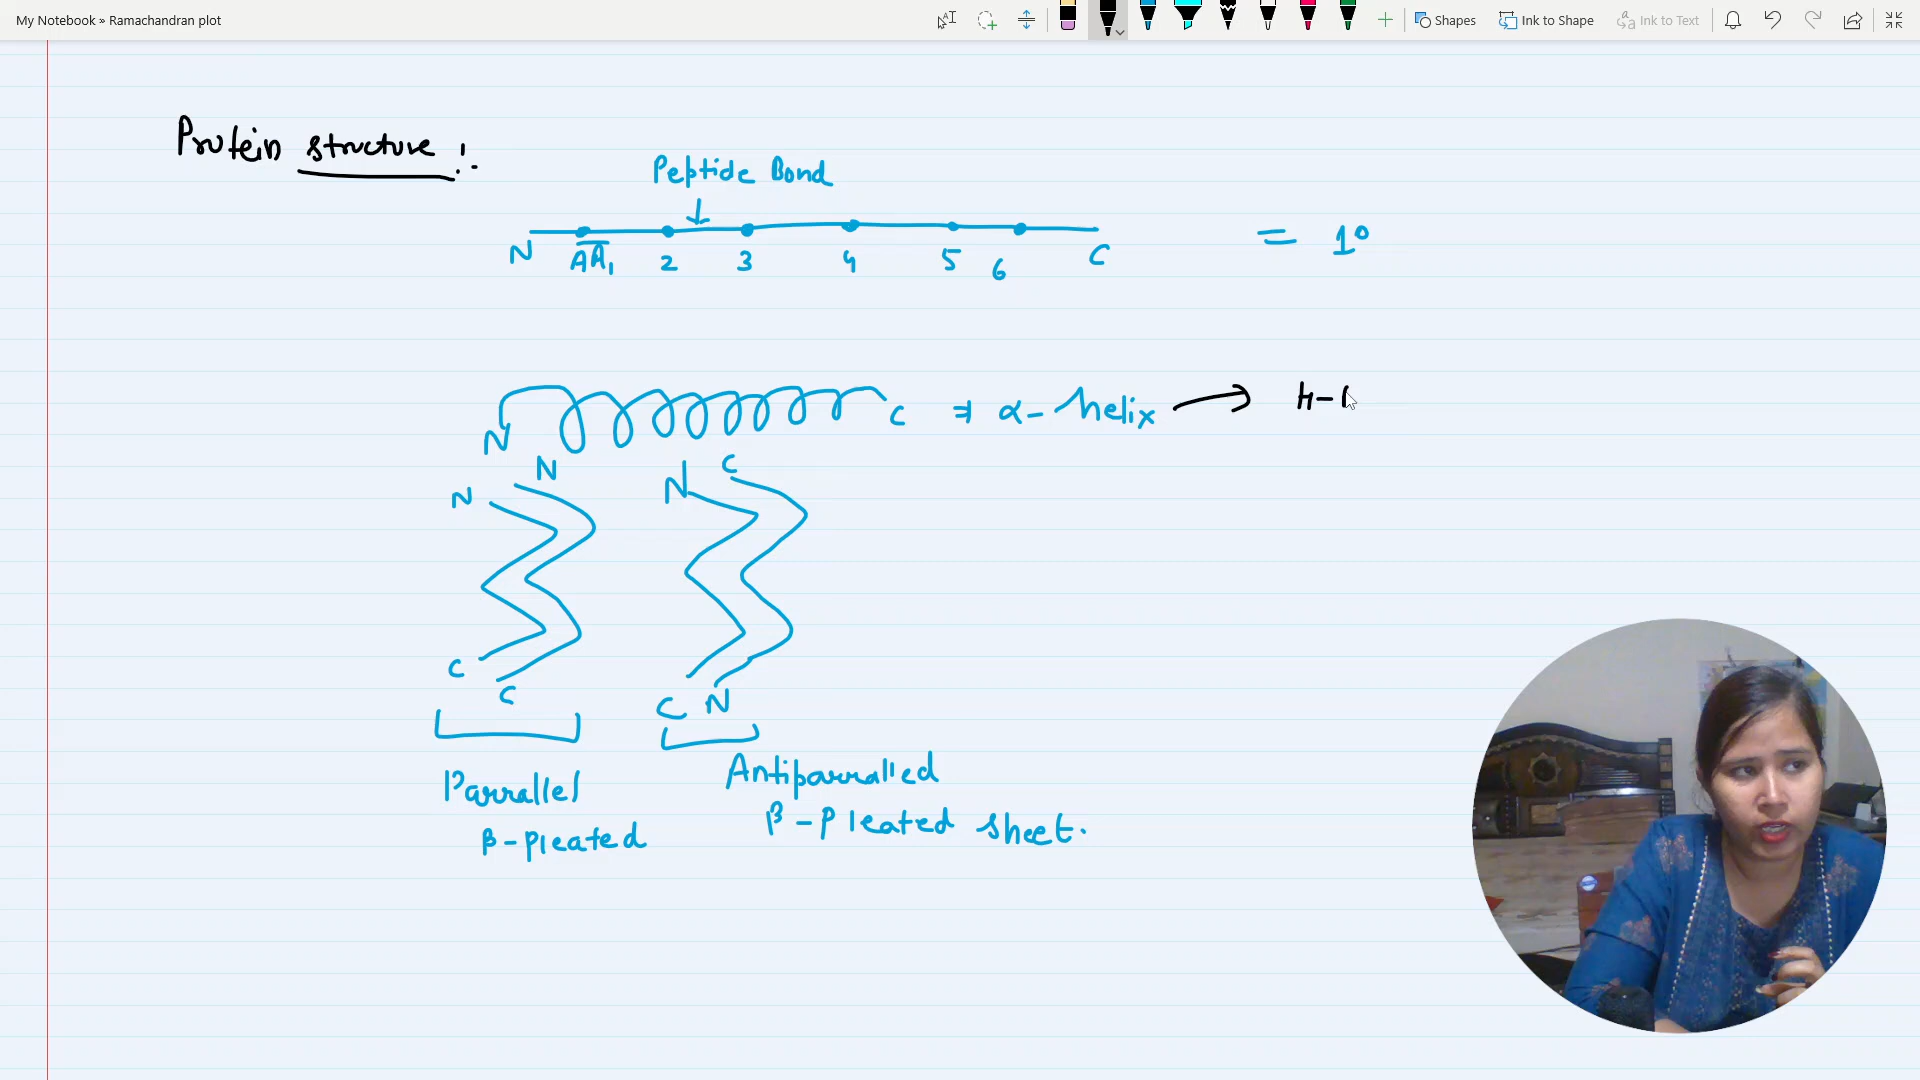 My Notebook » Ramachandran plot
Shapes
Ink to Shape
Ink to Text
Protein structure :-
Peptide Bond
N AA1 2 3 4 5 6 C
= 1°
N C ⇒ α- helix → H-
N N
N C
C C
C N
Parrallel
β-pleated
Antiparralled
β-pleated sheet.